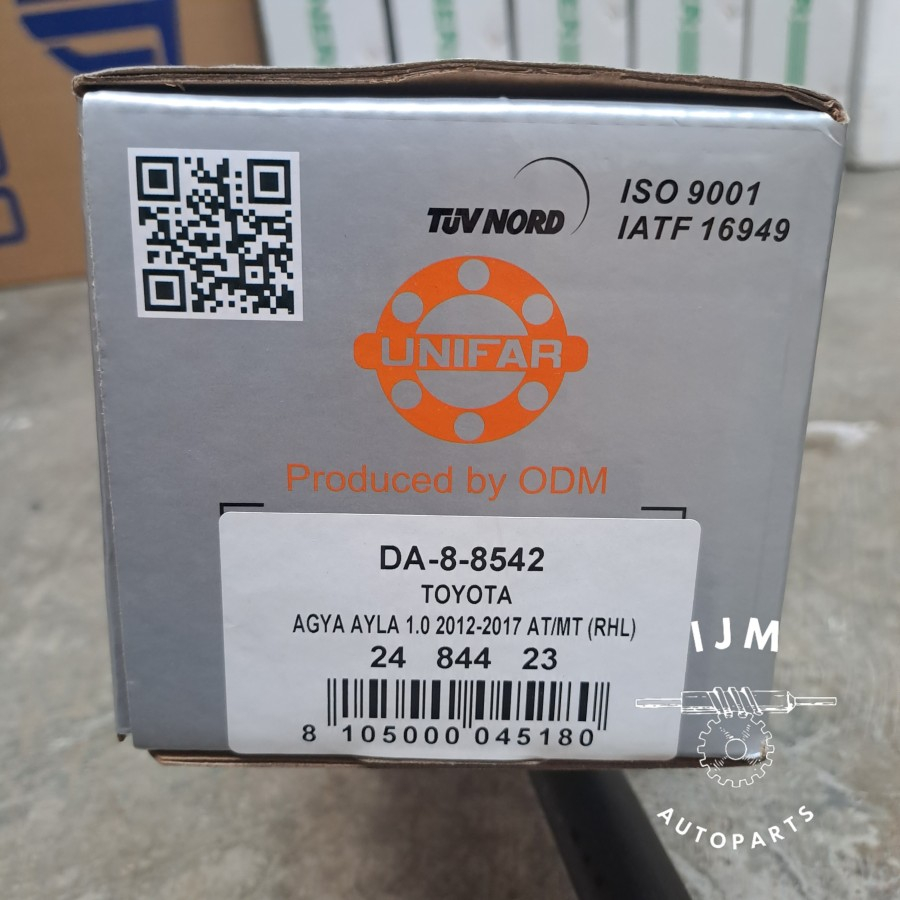 TÜV NORD
ISO 9001
IATF 16949
UNIFAR
Produced by ODM
DA-8-8542
TOYOTA
AGYA AYLA 1.0 2012-2017 AT/MT (RHL)
24 844 23
8 105000 045180
IJM
AUTOPARTS